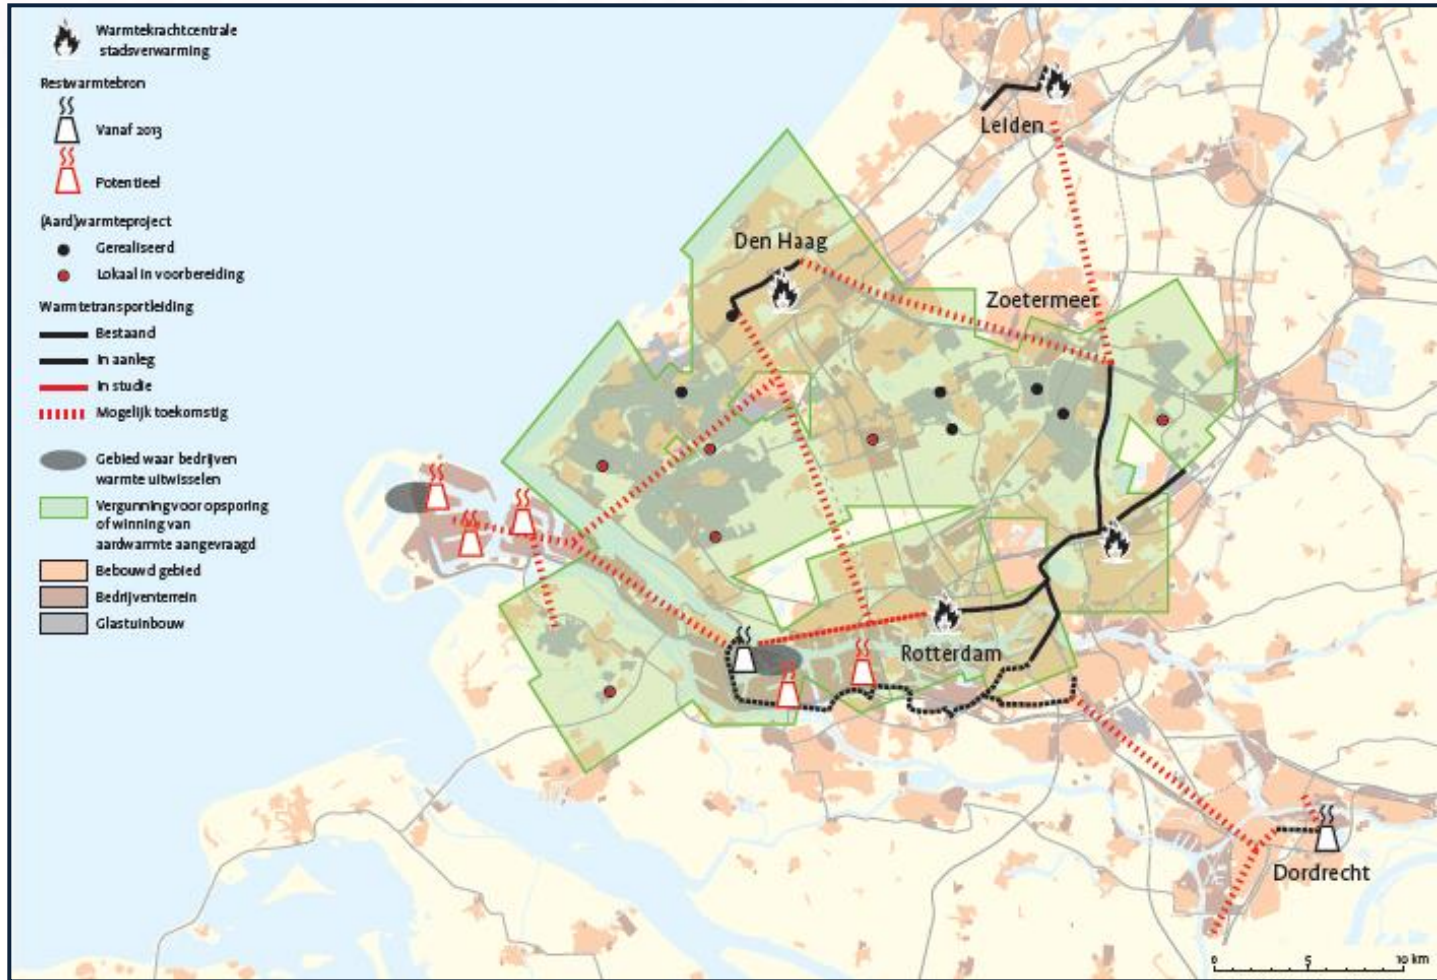 Warmtekrachtcentrale
stadsverwarming
Restwarmtebron
Vanaf 2013
Potentieel
(Aard)warmteproject
Gerealiseerd
Lokaal in voorbereiding
Warmtetransportleiding
Bestaand
In aanleg
In studie
Mogelijk toekomstig
Gebied waar bedrijven
warmte uitwisselen
Vergunning voor opsporing
of winning van
aardwarmte aangevraagd
Bebouwd gebied
Bedrijventerrein
Glastuinbouw
Leiden
Den Haag
Zoetermeer
Rotterdam
Dordrecht
0 5 10 km